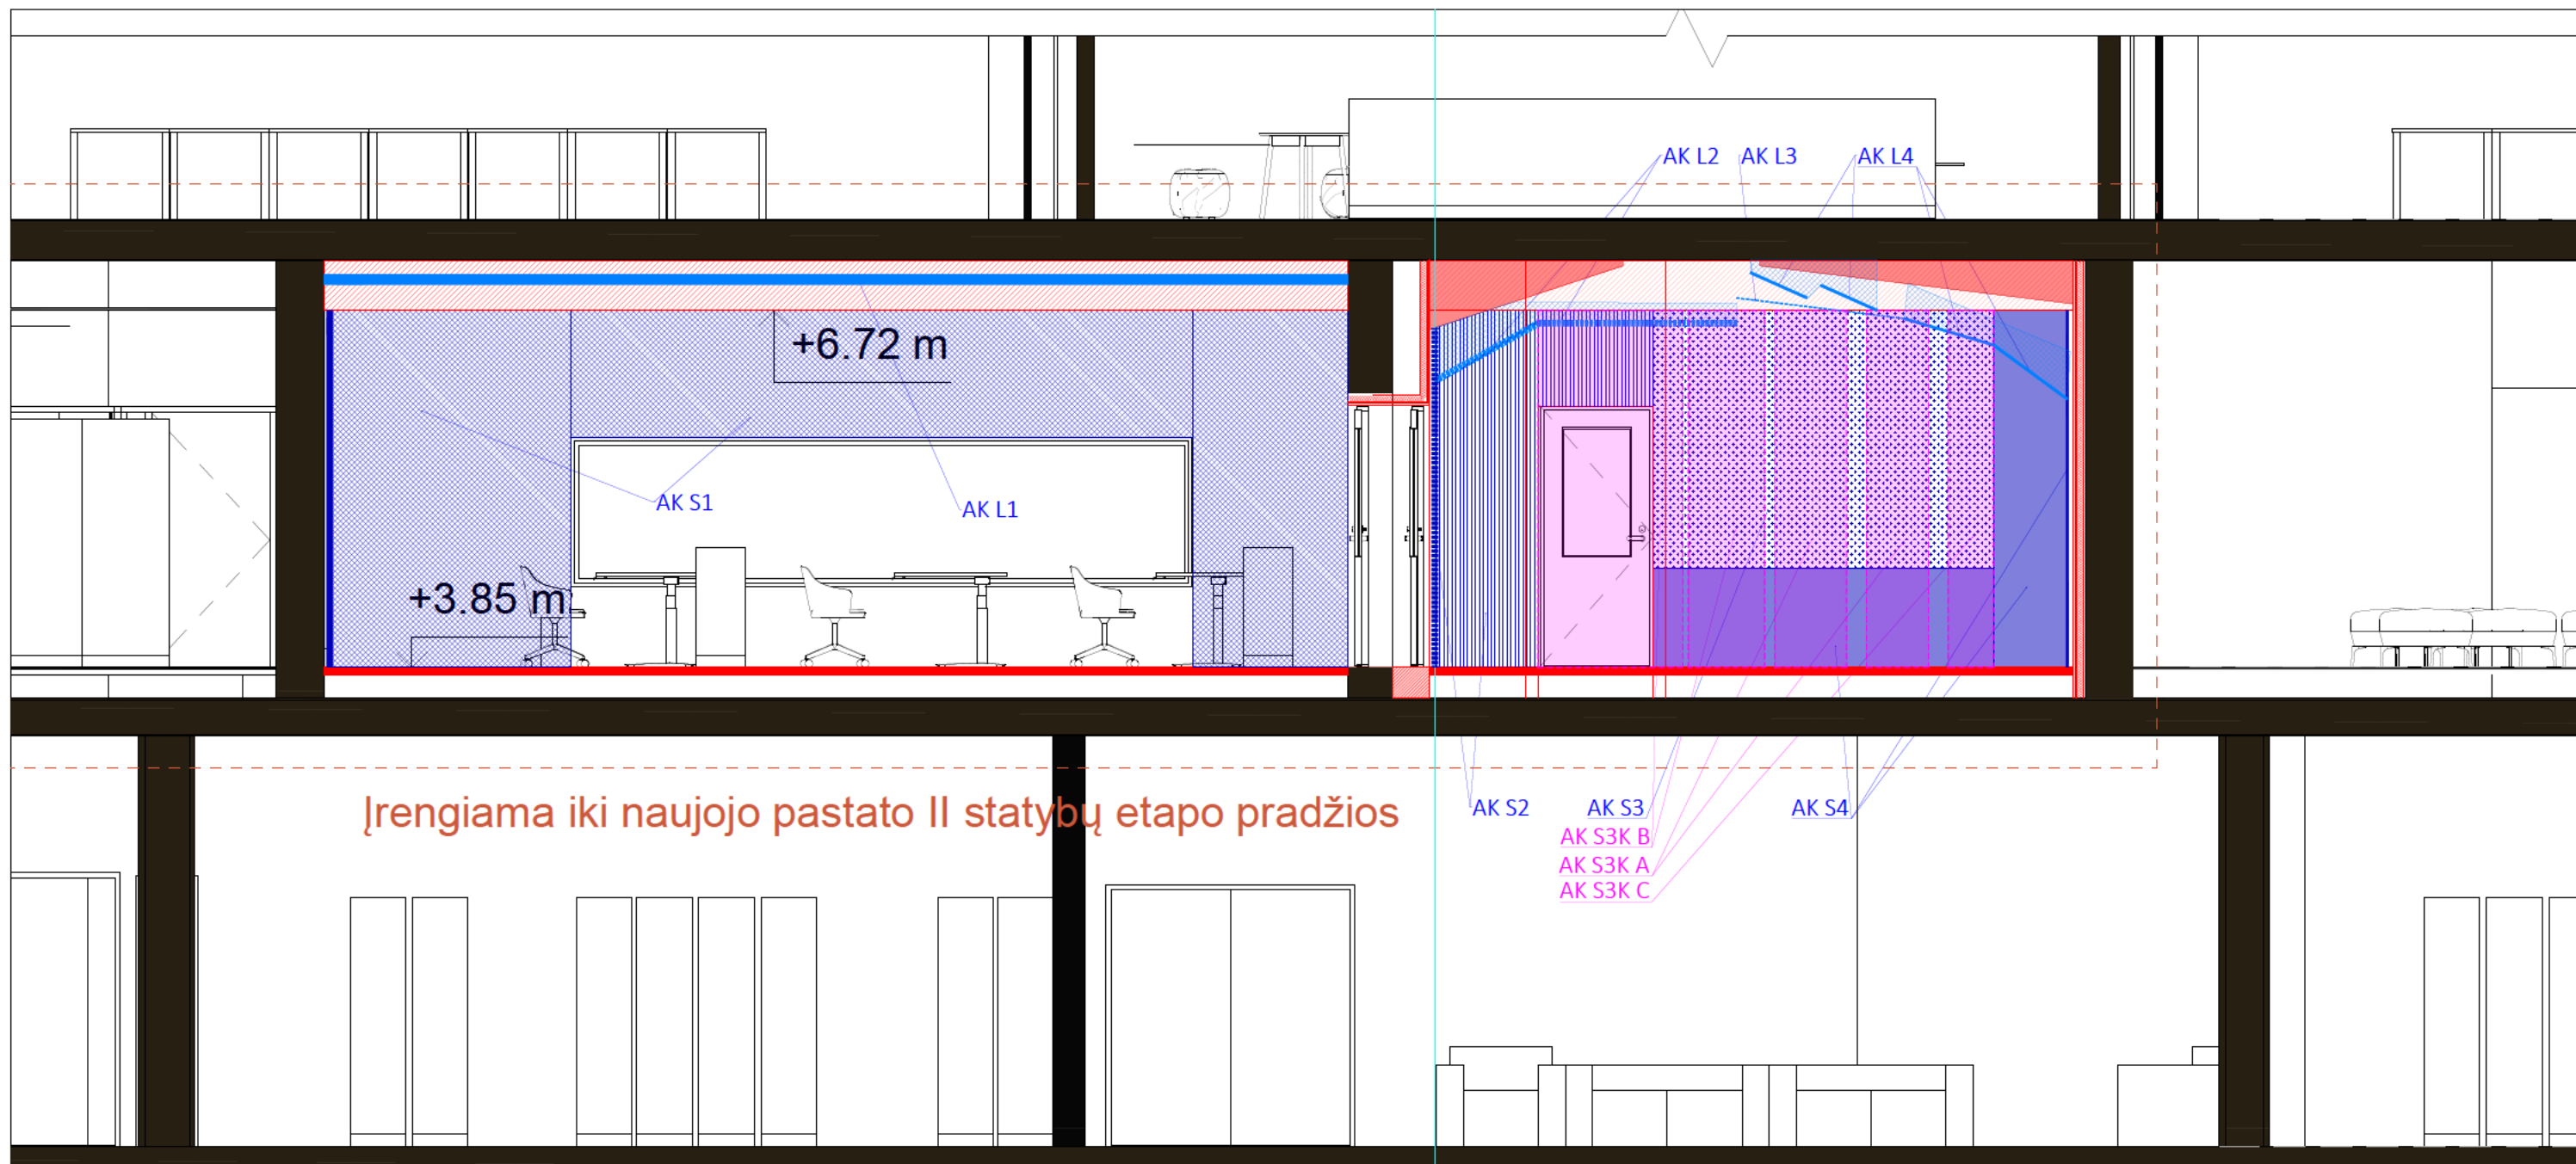 AK L2 AK L3 AK L4
+6.72 m
AK S1
AK L1
+3.85 m
Įrengiama iki naujojo pastato II statybų etapo pradžios
AK S2 AK S3 AK S4
AK S3K B
AK S3K A
AK S3K C